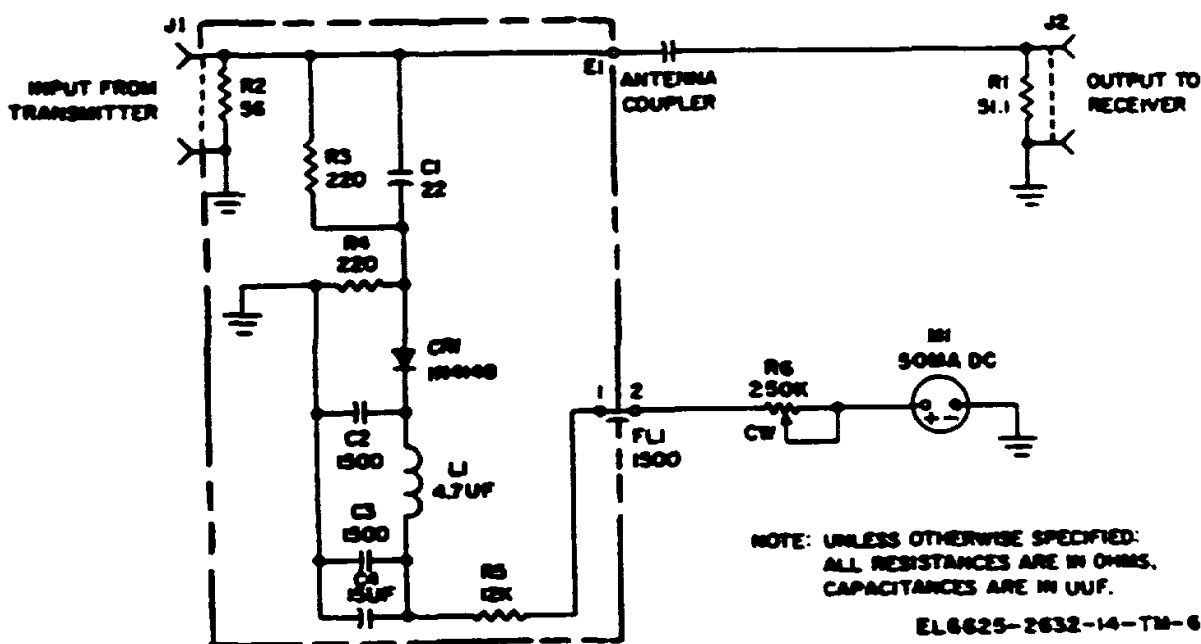 J1
INPUT FROM
TRANSMITTER
R2
56
R3
220
C1
22
R4
220
CR1
1N4148
C2
1500
L1
4.7UF
C3
1500
C4
15UF
R5
12K
E1
ANTENNA
COUPLER
1 2
FL1
1500
R6
250K
CW
M1
50MA DC
+ -
J2
R1
51.1
OUTPUT TO
RECEIVER
NOTE: UNLESS OTHERWISE SPECIFIED:
ALL RESISTANCES ARE IN OHMS.
CAPACITANCES ARE IN UUF.
EL6625-2632-14-TM-6